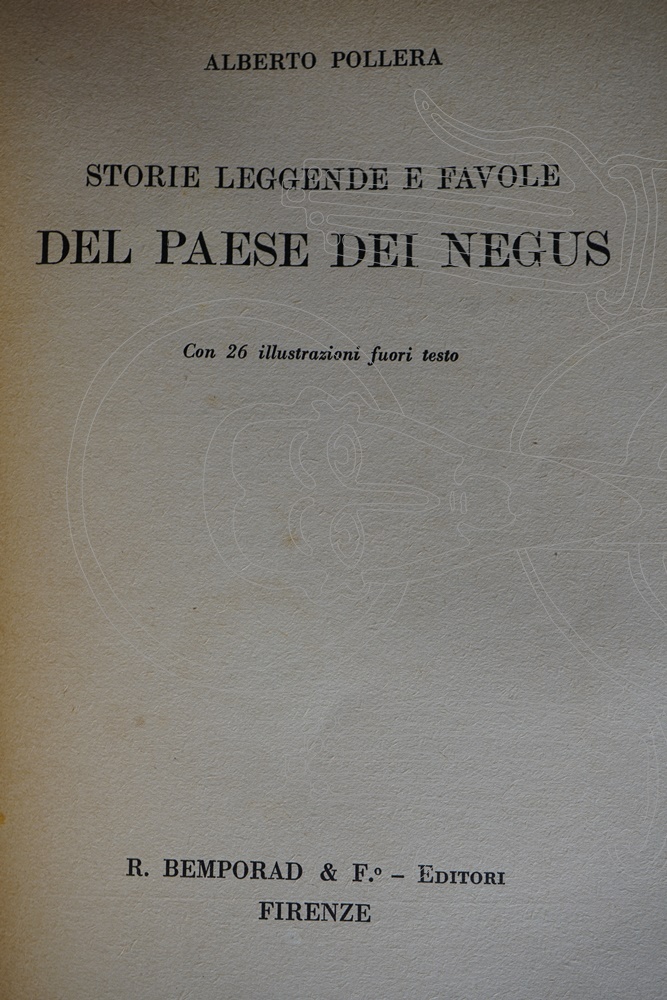 ALBERTO POLLERA
STORIE LEGGENDE E FAVOLE
DEL PAESE DEI NEGUS
Con 26 illustrazioni fuori testo
R. BEMPORAD & F.º – EDITORI
FIRENZE